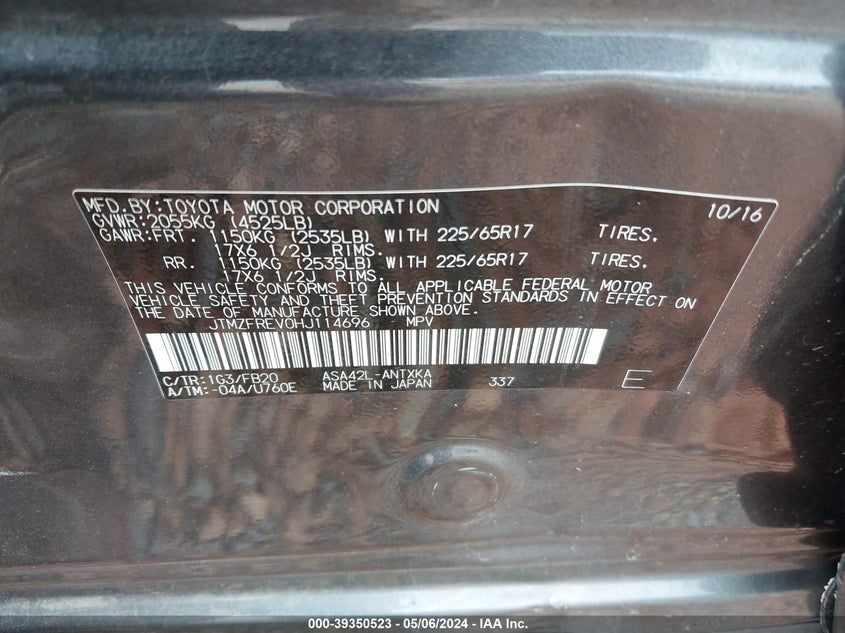 MFD.BY:TOYOTA MOTOR CORPORATION 10/16
GVWR:2055KG (4525LB)
GAWR:FRT. 1150KG (2535LB) WITH 225/65R17 TIRES.
17X6 1/2J RIMS.
RR. 1150KG (2535LB) WITH 225/65R17 TIRES.
17X6 1/2J RIMS.
THIS VEHICLE CONFORMS TO ALL APPLICABLE FEDERAL MOTOR
VEHICLE SAFETY AND THEFT PREVENTION STANDARDS IN EFFECT ON
THE DATE OF MANUFACTURE SHOWN ABOVE.
JTMZFREV0HJ114696 MPV
C/TR:1G3/FB20 ASA42L-ANTXKA
A/TM:-04A/U760E MADE IN JAPAN 337 E
000-39350523 - 05/06/2024 - IAA Inc.